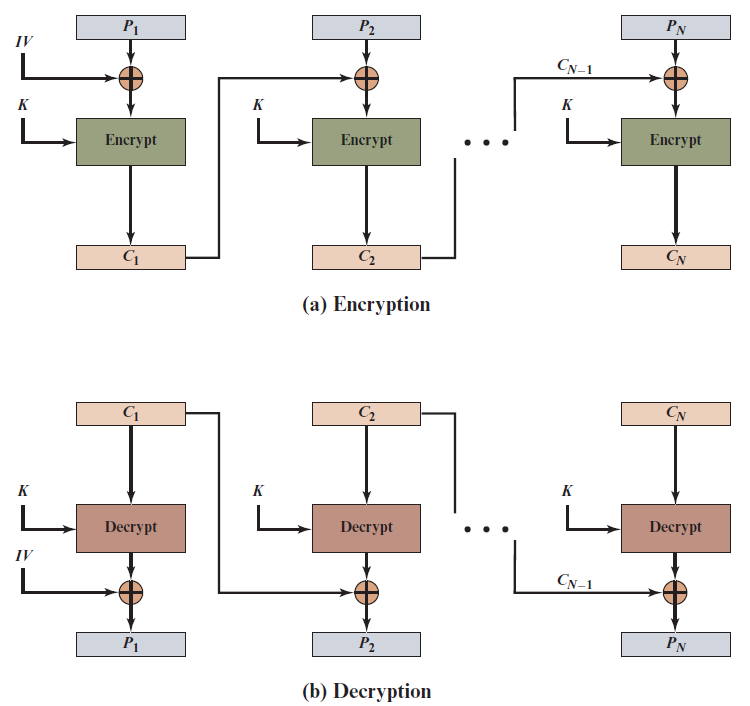 P1 P2 PN
IV
CN−1
K K K
Encrypt Encrypt Encrypt
C1 C2 CN
(a) Encryption
C1 C2 CN
K K K
Decrypt Decrypt Decrypt
IV
CN−1
P1 P2 PN
(b) Decryption